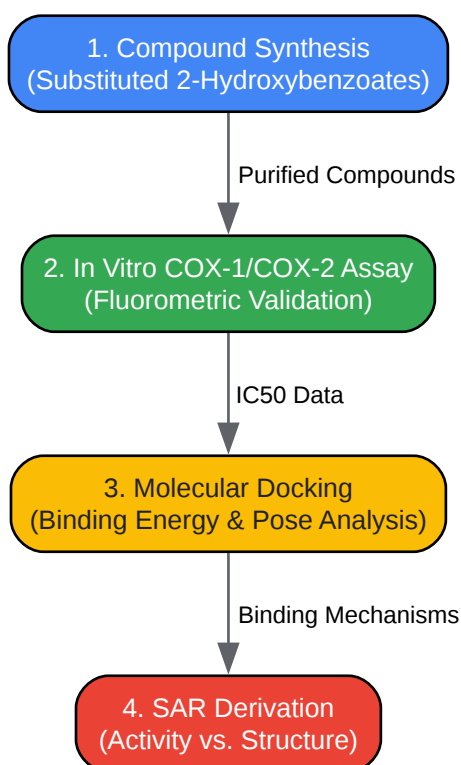 1. Compound Synthesis
(Substituted 2-Hydroxybenzoates)
Purified Compounds
2. In Vitro COX-1/COX-2 Assay
(Fluorometric Validation)
IC50 Data
3. Molecular Docking
(Binding Energy & Pose Analysis)
Binding Mechanisms
4. SAR Derivation
(Activity vs. Structure)